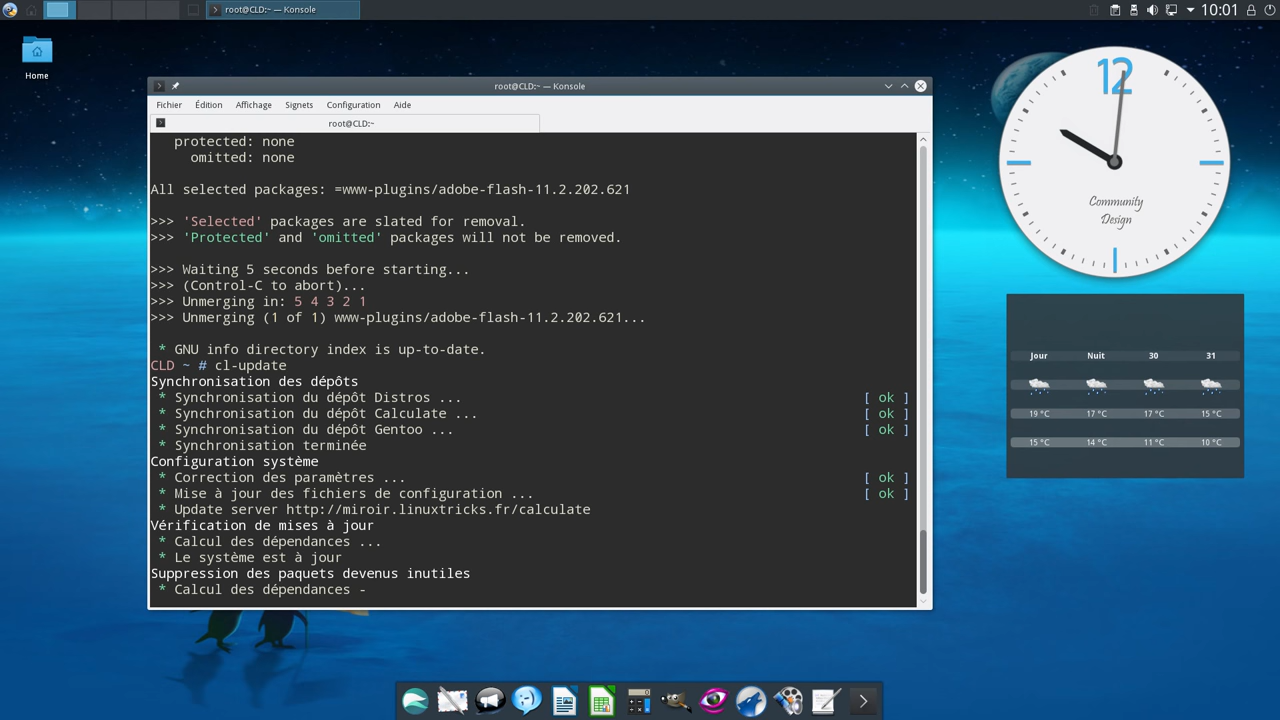 root@CLD:~ — Konsole
10:01
Home
root@CLD:~ — Konsole
Fichier Édition Affichage Signets Configuration Aide
root@CLD:~
protected: none
omitted: none
All selected packages: =www-plugins/adobe-flash-11.2.202.621
>>> 'Selected' packages are slated for removal.
>>> 'Protected' and 'omitted' packages will not be removed.
>>> Waiting 5 seconds before starting...
>>> (Control-C to abort)...
>>> Unmerging in: 5 4 3 2 1
>>> Unmerging (1 of 1) www-plugins/adobe-flash-11.2.202.621...
* GNU info directory index is up-to-date.
CLD ~ # cl-update
Synchronisation des dépôts
* Synchronisation du dépôt Distros ... [ ok ]
* Synchronisation du dépôt Calculate ... [ ok ]
* Synchronisation du dépôt Gentoo ... [ ok ]
* Synchronisation terminée
Configuration système
* Correction des paramètres ... [ ok ]
* Mise à jour des fichiers de configuration ... [ ok ]
* Update server http://miroir.linuxtricks.fr/calculate
Vérification de mises à jour
* Calcul des dépendances ...
* Le système est à jour
Suppression des paquets devenus inutiles
* Calcul des dépendances -
12
Community
Design
Jour Nuit 30 31
19 °C 17 °C 17 °C 15 °C
15 °C 14 °C 11 °C 10 °C